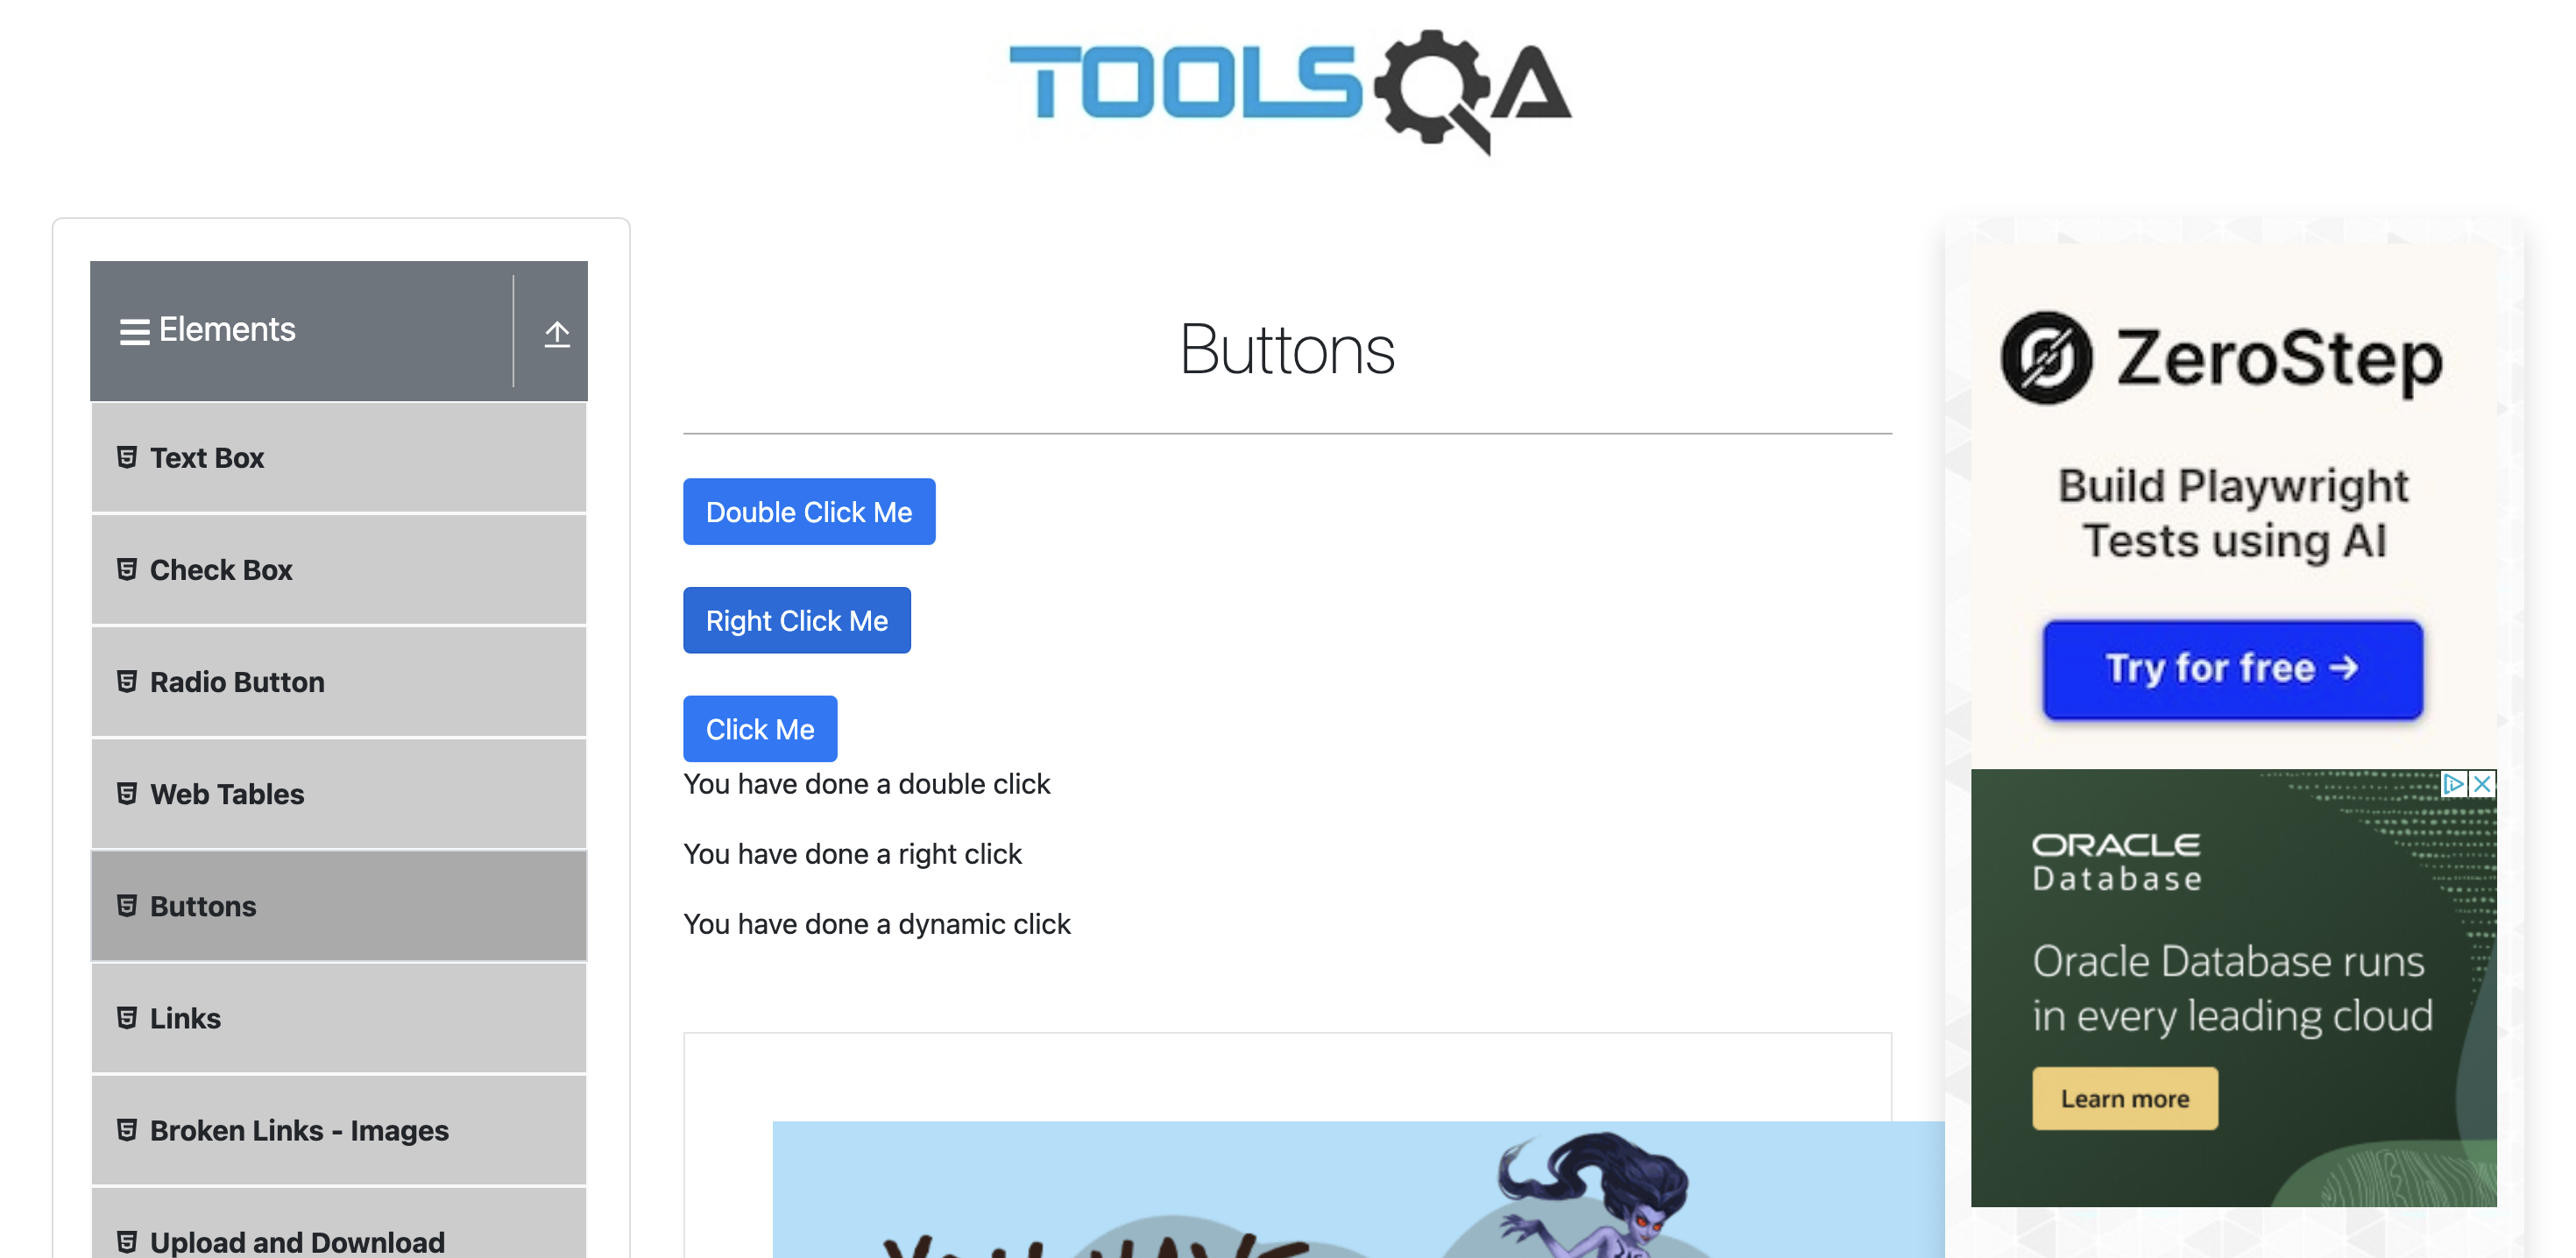 TOOLSQA
Elements
Text Box
Check Box
Radio Button
Web Tables
Buttons
Links
Broken Links - Images
Upload and Download
Buttons
Double Click Me
Right Click Me
Click Me
You have done a double click
You have done a right click
You have done a dynamic click
YOU HAVE
ZeroStep
Build Playwright
Tests using AI
Try for free →
ORACLE
Database
Oracle Database runs
in every leading cloud
Learn more